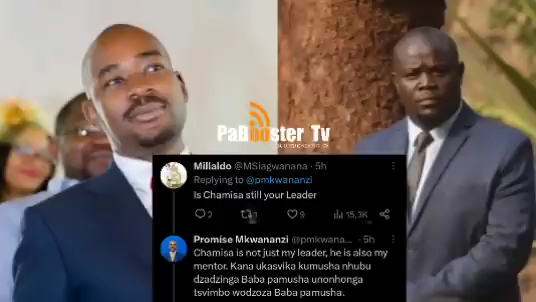 PaBooster Tv
Millaldo @MSiagwanana · 5h
Replying to @pmkwananzi
Is Chamisa still your Leader
2 1 9 15,3K
Promise Mkwananzi @pmkwana... · 5h
Chamisa is not just my leader, he is also my
mentor. Kana ukasvika kumusha nhubu
dzadzinga Baba pamusha unonhonga
tsvimbo wodzoza Baba pamusha.